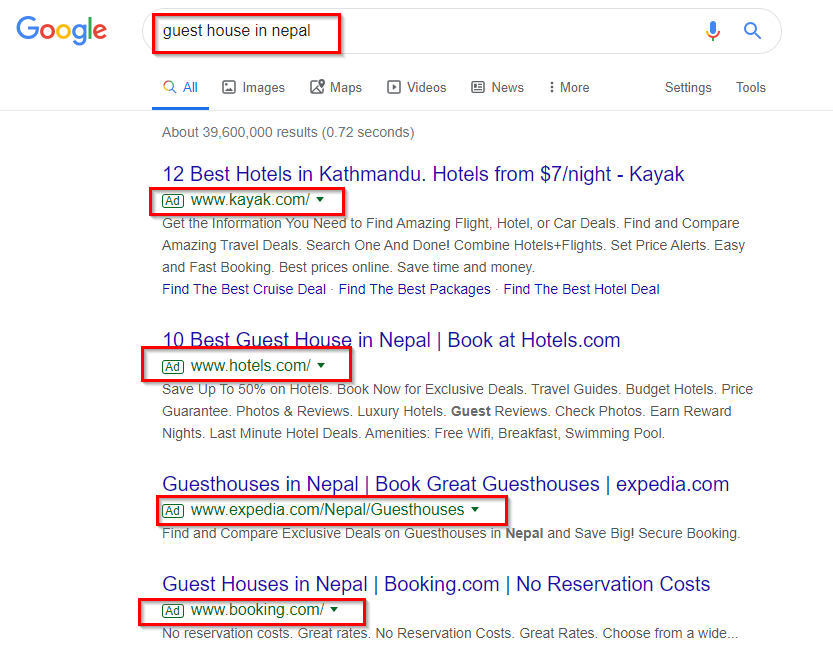 Google
guest house in nepal
All Images Maps Videos News More Settings Tools
About 39,600,000 results (0.72 seconds)
12 Best Hotels in Kathmandu. Hotels from $7/night - Kayak
Ad www.kayak.com/
Get the Information You Need to Find Amazing Flight, Hotel, or Car Deals. Find and Compare
Amazing Travel Deals. Search One And Done! Combine Hotels+Flights. Set Price Alerts. Easy
and Fast Booking. Best prices online. Save time and money.
Find The Best Cruise Deal · Find The Best Packages · Find The Best Hotel Deal
10 Best Guest House in Nepal | Book at Hotels.com
Ad www.hotels.com/
Save Up To 50% on Hotels. Book Now for Exclusive Deals. Travel Guides. Budget Hotels. Price
Guarantee. Photos & Reviews. Luxury Hotels. Guest Reviews. Check Photos. Earn Reward
Nights. Last Minute Hotel Deals. Amenities: Free Wifi, Breakfast, Swimming Pool.
Guesthouses in Nepal | Book Great Guesthouses | expedia.com
Ad www.expedia.com/Nepal/Guesthouses
Find and Compare Exclusive Deals on Guesthouses in Nepal and Save Big! Secure Booking.
Guest Houses in Nepal | Booking.com | No Reservation Costs
Ad www.booking.com/
No reservation costs. Great rates. No Reservation Costs. Great Rates. Choose from a wide...